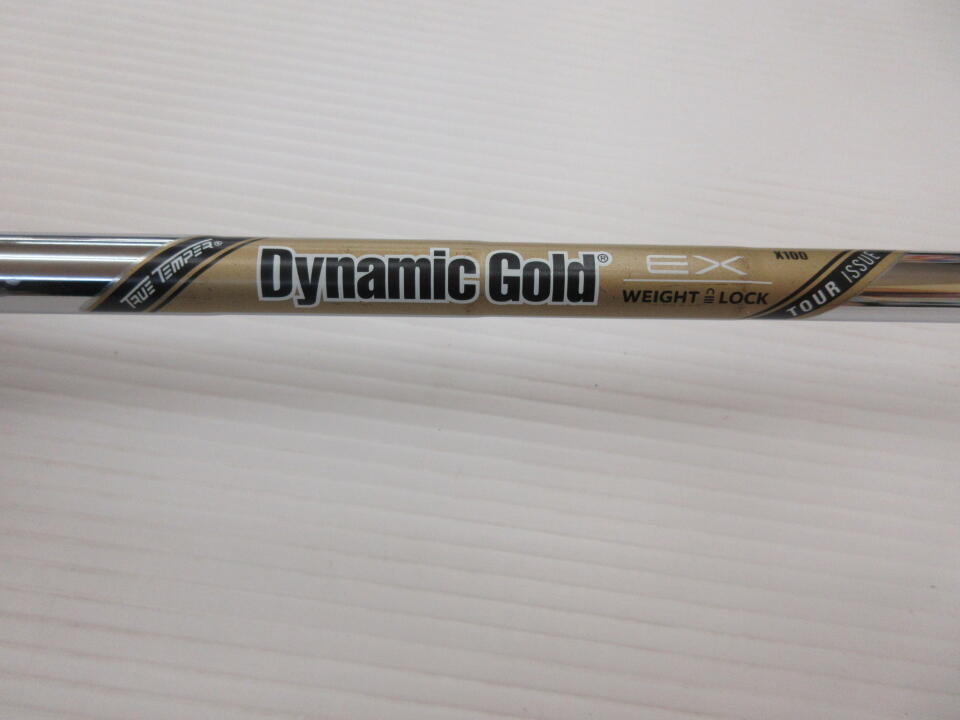 TRUE TEMPER®
Dynamic Gold®
EX
WEIGHT LOCK
X100
TOUR ISSUE